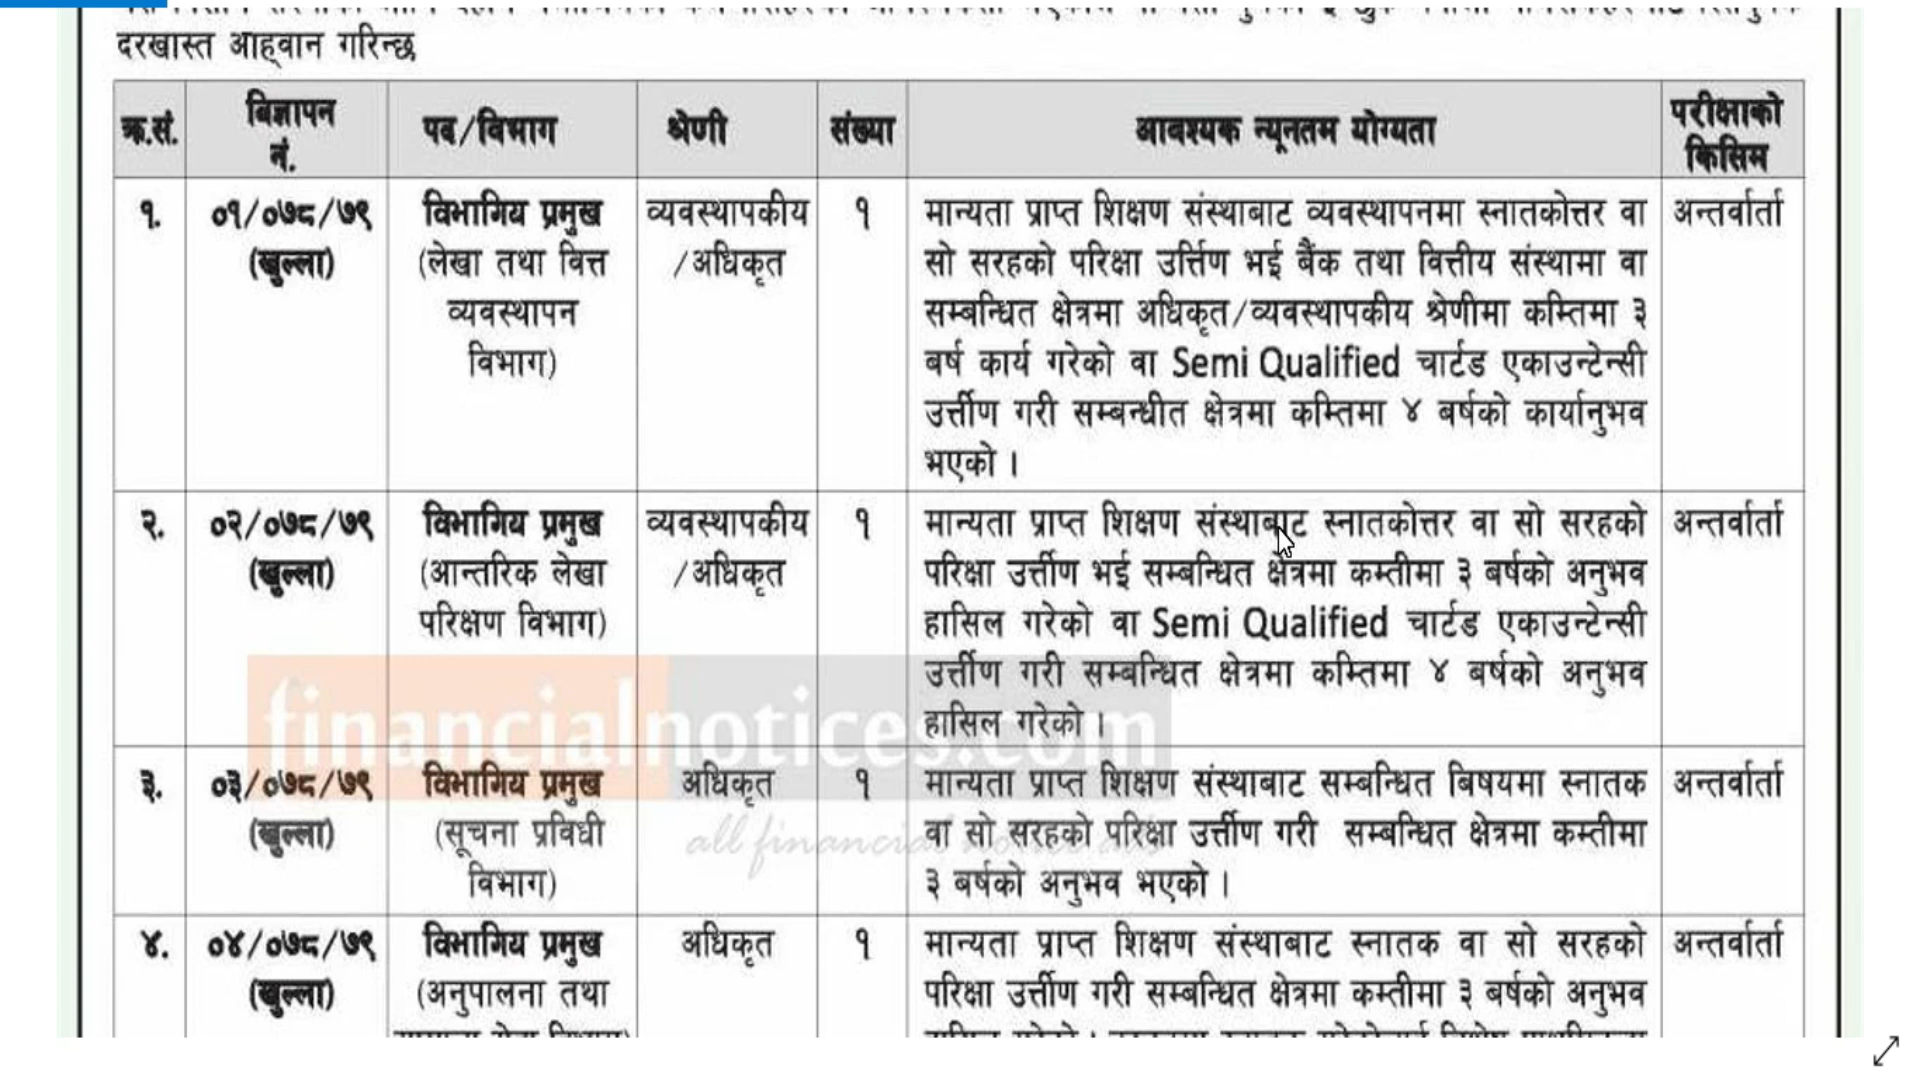 दरखास्त आह्वान गरिन्छ
क्र.सं. विज्ञापन नं. पद/विभाग श्रेणी संख्या आवश्यक न्यूनतम योग्यता परीक्षाको किसिम
१. ०१/०७८/७९ विभागिय प्रमुख व्यवस्थापकीय १ मान्यता प्राप्त शिक्षण संस्थाबाट व्यवस्थापनमा स्नातकोत्तर वा अन्तर्वार्ता
(खुल्ला) (लेखा तथा वित्त /अधिकृत सो सरहको परिक्षा उर्त्तिण भई बैंक तथा वित्तीय संस्थामा वा
व्यवस्थापन सम्बन्धित क्षेत्रमा अधिकृत/व्यवस्थापकीय श्रेणीमा कम्तिमा ३
विभाग) बर्ष कार्य गरेको वा Semi Qualified चार्टड एकाउन्टेन्सी
उर्त्तीण गरी सम्बन्धीत क्षेत्रमा कम्तिमा ४ बर्षको कार्यानुभव
भएको ।
२. ०२/०७८/७९ विभागिय प्रमुख व्यवस्थापकीय १ मान्यता प्राप्त शिक्षण संस्थाबाट स्नातकोत्तर वा सो सरहको अन्तर्वार्ता
(खुल्ला) (आन्तरिक लेखा /अधिकृत परिक्षा उर्त्तीण भई सम्बन्धित क्षेत्रमा कम्तीमा ३ बर्षको अनुभव
परिक्षण विभाग) हासिल गरेको वा Semi Qualified चार्टड एकाउन्टेन्सी
उर्त्तीण गरी सम्बन्धित क्षेत्रमा कम्तिमा ४ बर्षको अनुभव
हासिल गरेको ।
financialnotices.com
३. ०३/०७८/७९ विभागिय प्रमुख अधिकृत १ मान्यता प्राप्त शिक्षण संस्थाबाट सम्बन्धित बिषयमा स्नातक अन्तर्वार्ता
(खुल्ला) (सूचना प्रविधी वा सो सरहको परिक्षा उर्त्तीण गरी सम्बन्धित क्षेत्रमा कम्तीमा
विभाग) ३ बर्षको अनुभव भएको ।
all financial notice ads
४. ०४/०७८/७९ विभागिय प्रमुख अधिकृत १ मान्यता प्राप्त शिक्षण संस्थाबाट स्नातक वा सो सरहको अन्तर्वार्ता
(खुल्ला) (अनुपालना तथा परिक्षा उर्त्तीण गरी सम्बन्धित क्षेत्रमा कम्तीमा ३ बर्षको अनुभव